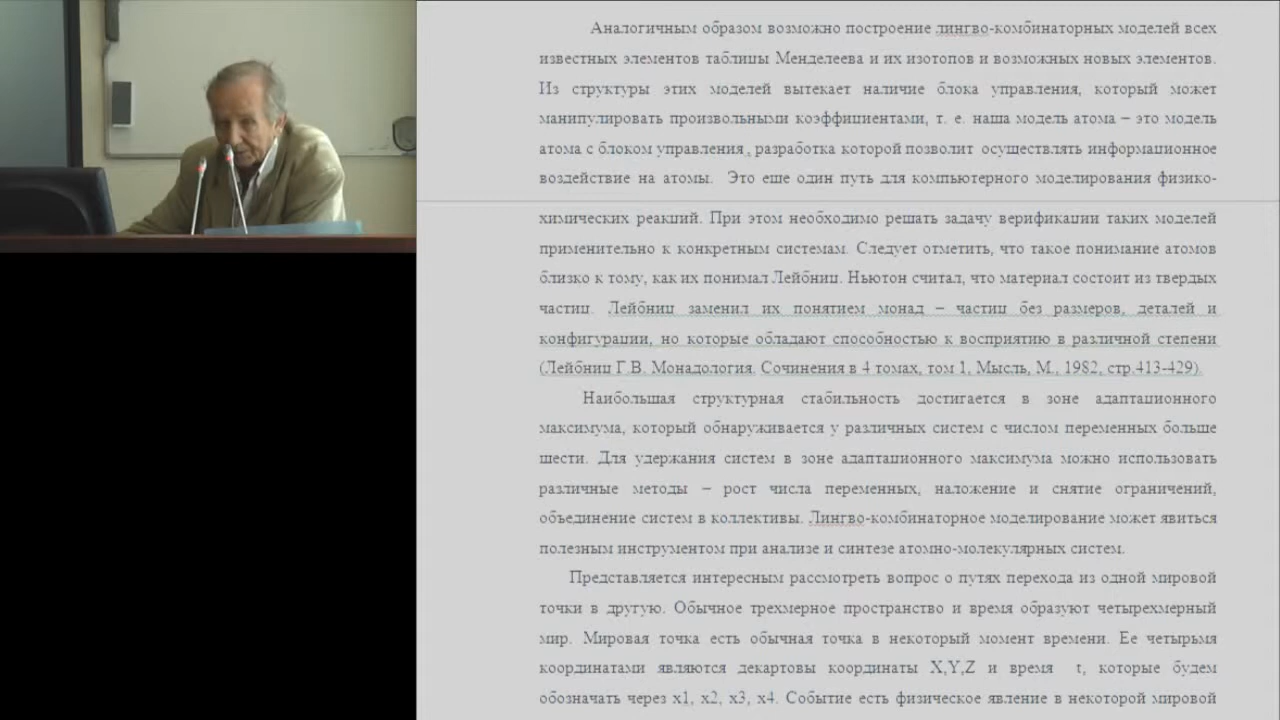 Аналогичным образом возможно построение лингво-комбинаторных моделей всех
известных элементов таблицы Менделеева и их изотопов и возможных новых элементов.
Из структуры этих моделей вытекает наличие блока управления, который может
манипулировать произвольными коэффициентами, т. е. наша модель атома – это модель
атома с блоком управления, разработка которой позволит осуществлять информационное
воздействие на атомы. Это еше один путь для компьютерного моделирования физико-
химических реакций. При этом необходимо решать задачу верификации таких моделей
применительно к конкретным системам. Следует отметить, что такое понимание атомов
близко к тому, как их понимал Лейбниц. Ньютон считал, что материал состоит из твердых
частиц. Лейбниц заменил их понятием монад – частиц без размеров, деталей и
конфигурации, но которые обладают способностью к восприятию в различной степени
(Лейбниц Г.В. Монадология. Сочинения в 4 томах, том 1, Мысль, М., 1982, стр.413-429).
Наибольшая структурная стабильность достигается в зоне адаптационного
максимума, который обнаруживается у различных систем с числом переменных больше
шести. Для удержания систем в зоне адаптационного максимума можно использовать
различные методы – рост числа переменных, наложение и снятие ограничений,
объединение систем в коллективы. Лингво-комбинаторное моделирование может явиться
полезным инструментом при анализе и синтезе атомно-молекулярных систем.
Представляется интересным рассмотреть вопрос о путях перехода из одной мировой
точки в другую. Обычное трехмерное пространство и время образуют четырехмерный
мир. Мировая точка есть обычная точка в некоторый момент времени. Ее четырьмя
координатами являются декартовы координаты X,Y,Z и время t, которые будем
обозначать через x1, x2, x3, x4. Событие есть физическое явление в некоторой мировой